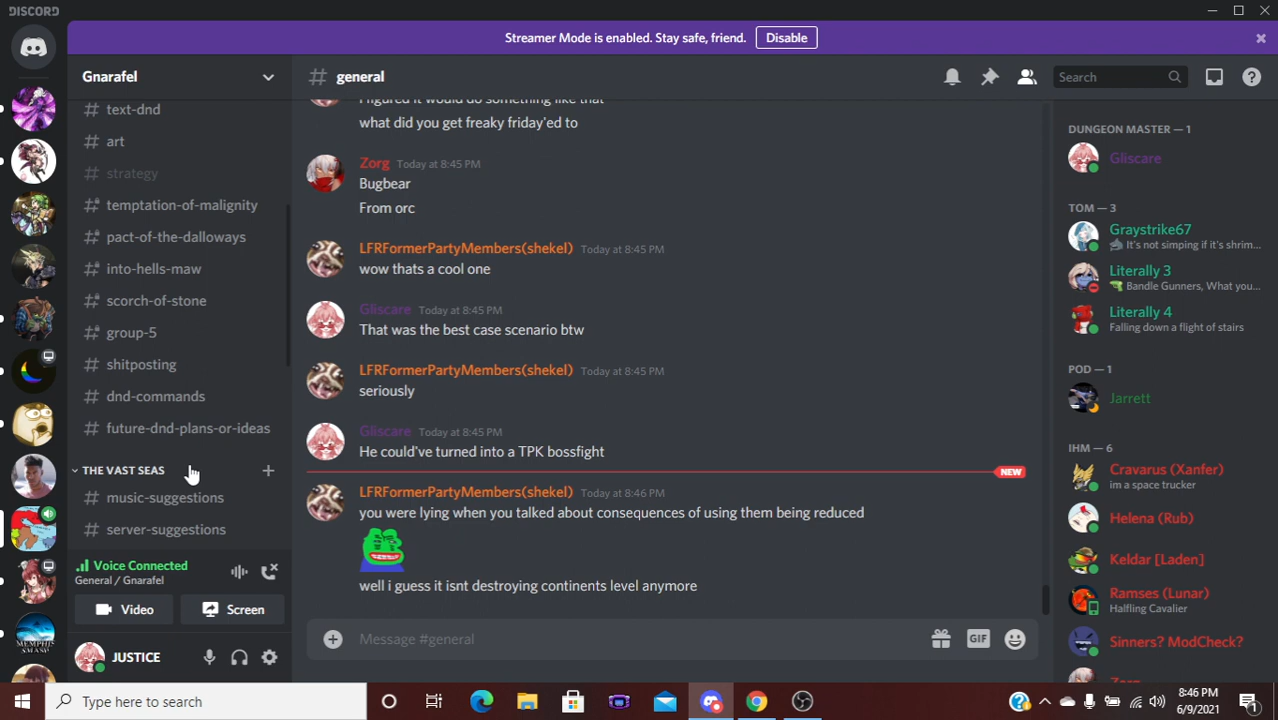 DISCORD
Streamer Mode is enabled. Stay safe, friend. Disable
Gnarafel
# general
Search
# text-dnd
# art
# strategy
# temptation-of-malignity
# pact-of-the-dalloways
# into-hells-maw
# scorch-of-stone
# group-5
# shitposting
# dnd-commands
# future-dnd-plans-or-ideas
THE VAST SEAS
# music-suggestions
# server-suggestions
Voice Connected
General / Gnarafel
Video
Screen
JUSTICE
I figured it would do something like that
what did you get freaky friday'ed to
Zorg Today at 8:45 PM
Bugbear
From orc
LFRFormerPartyMembers(shekel) Today at 8:45 PM
wow thats a cool one
Gliscare Today at 8:45 PM
That was the best case scenario btw
LFRFormerPartyMembers(shekel) Today at 8:45 PM
seriously
Gliscare Today at 8:45 PM
He could've turned into a TPK bossfight
NEW
LFRFormerPartyMembers(shekel) Today at 8:46 PM
you were lying when you talked about consequences of using them being reduced
well i guess it isnt destroying continents level anymore
Message #general
GIF
DUNGEON MASTER — 1
Gliscare
TOM — 3
Graystrike67
It's not simping if it's shrim...
Literally 3
Bandle Gunners, What you...
Literally 4
Falling down a flight of stairs
POD — 1
Jarrett
IHM — 6
Cravarus (Xanfer)
im a space trucker
Helena (Rub)
Keldar [Laden]
Ramses (Lunar)
Halfling Cavalier
Sinners? ModCheck?
Zorg
Type here to search
8:46 PM
6/9/2021
1